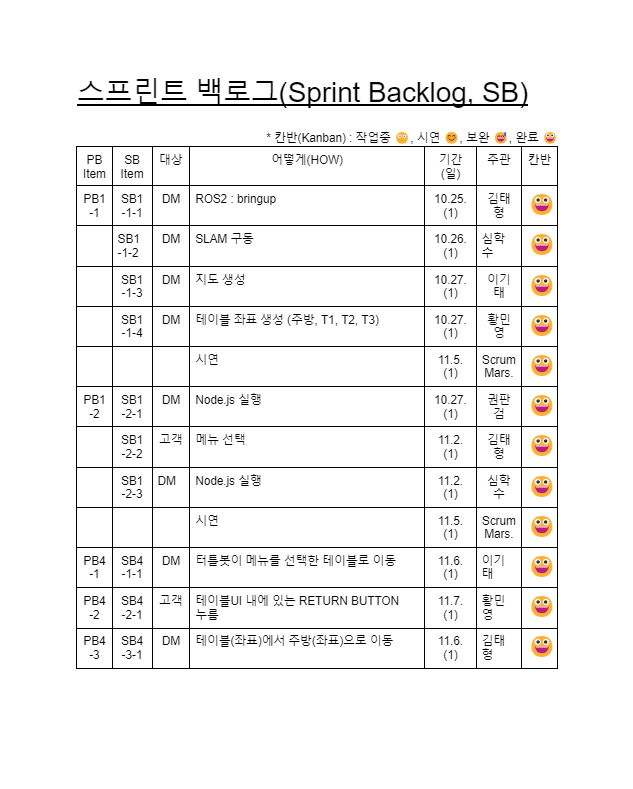 스프린트 백로그(Sprint Backlog, SB)
* 칸반(Kanban) : 작업중 😳, 시연 😊, 보완 😅, 완료 😀
PB Item SB Item 대상 어떻게(HOW) 기간(일) 주관 칸반
PB1-1 SB1-1-1 DM ROS2 : bringup 10.25.(1) 김태형 😀
SB1-1-2 DM SLAM 구동 10.26.(1) 심학수 😀
SB1-1-3 DM 지도 생성 10.27.(1) 이기태 😀
SB1-1-4 DM 테이블 좌표 생성 (주방, T1, T2, T3) 10.27.(1) 황민영 😀
시연 11.5.(1) Scrum Mars. 😀
PB1-2 SB1-2-1 DM Node.js 실행 10.27.(1) 권판검 😀
SB1-2-2 고객 메뉴 선택 11.2.(1) 김태형 😀
SB1-2-3 DM Node.js 실행 11.2.(1) 심학수 😀
시연 11.5.(1) Scrum Mars. 😀
PB4-1 SB4-1-1 DM 터틀봇이 메뉴를 선택한 테이블로 이동 11.6.(1) 이기태 😀
PB4-2 SB4-2-1 고객 테이블UI 내에 있는 RETURN BUTTON 누름 11.7.(1) 황민영 😀
PB4-3 SB4-3-1 DM 테이블(좌표)에서 주방(좌표)으로 이동 11.6.(1) 김태형 😀